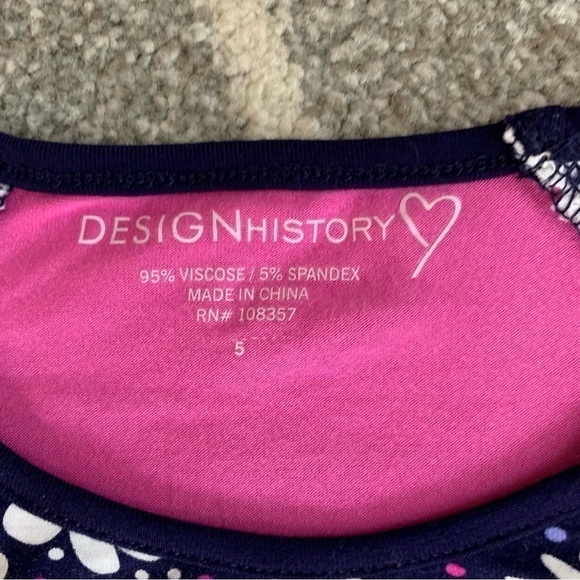 DESIGNHISTORY
95% VISCOSE / 5% SPANDEX
MADE IN CHINA
RN# 108357
5